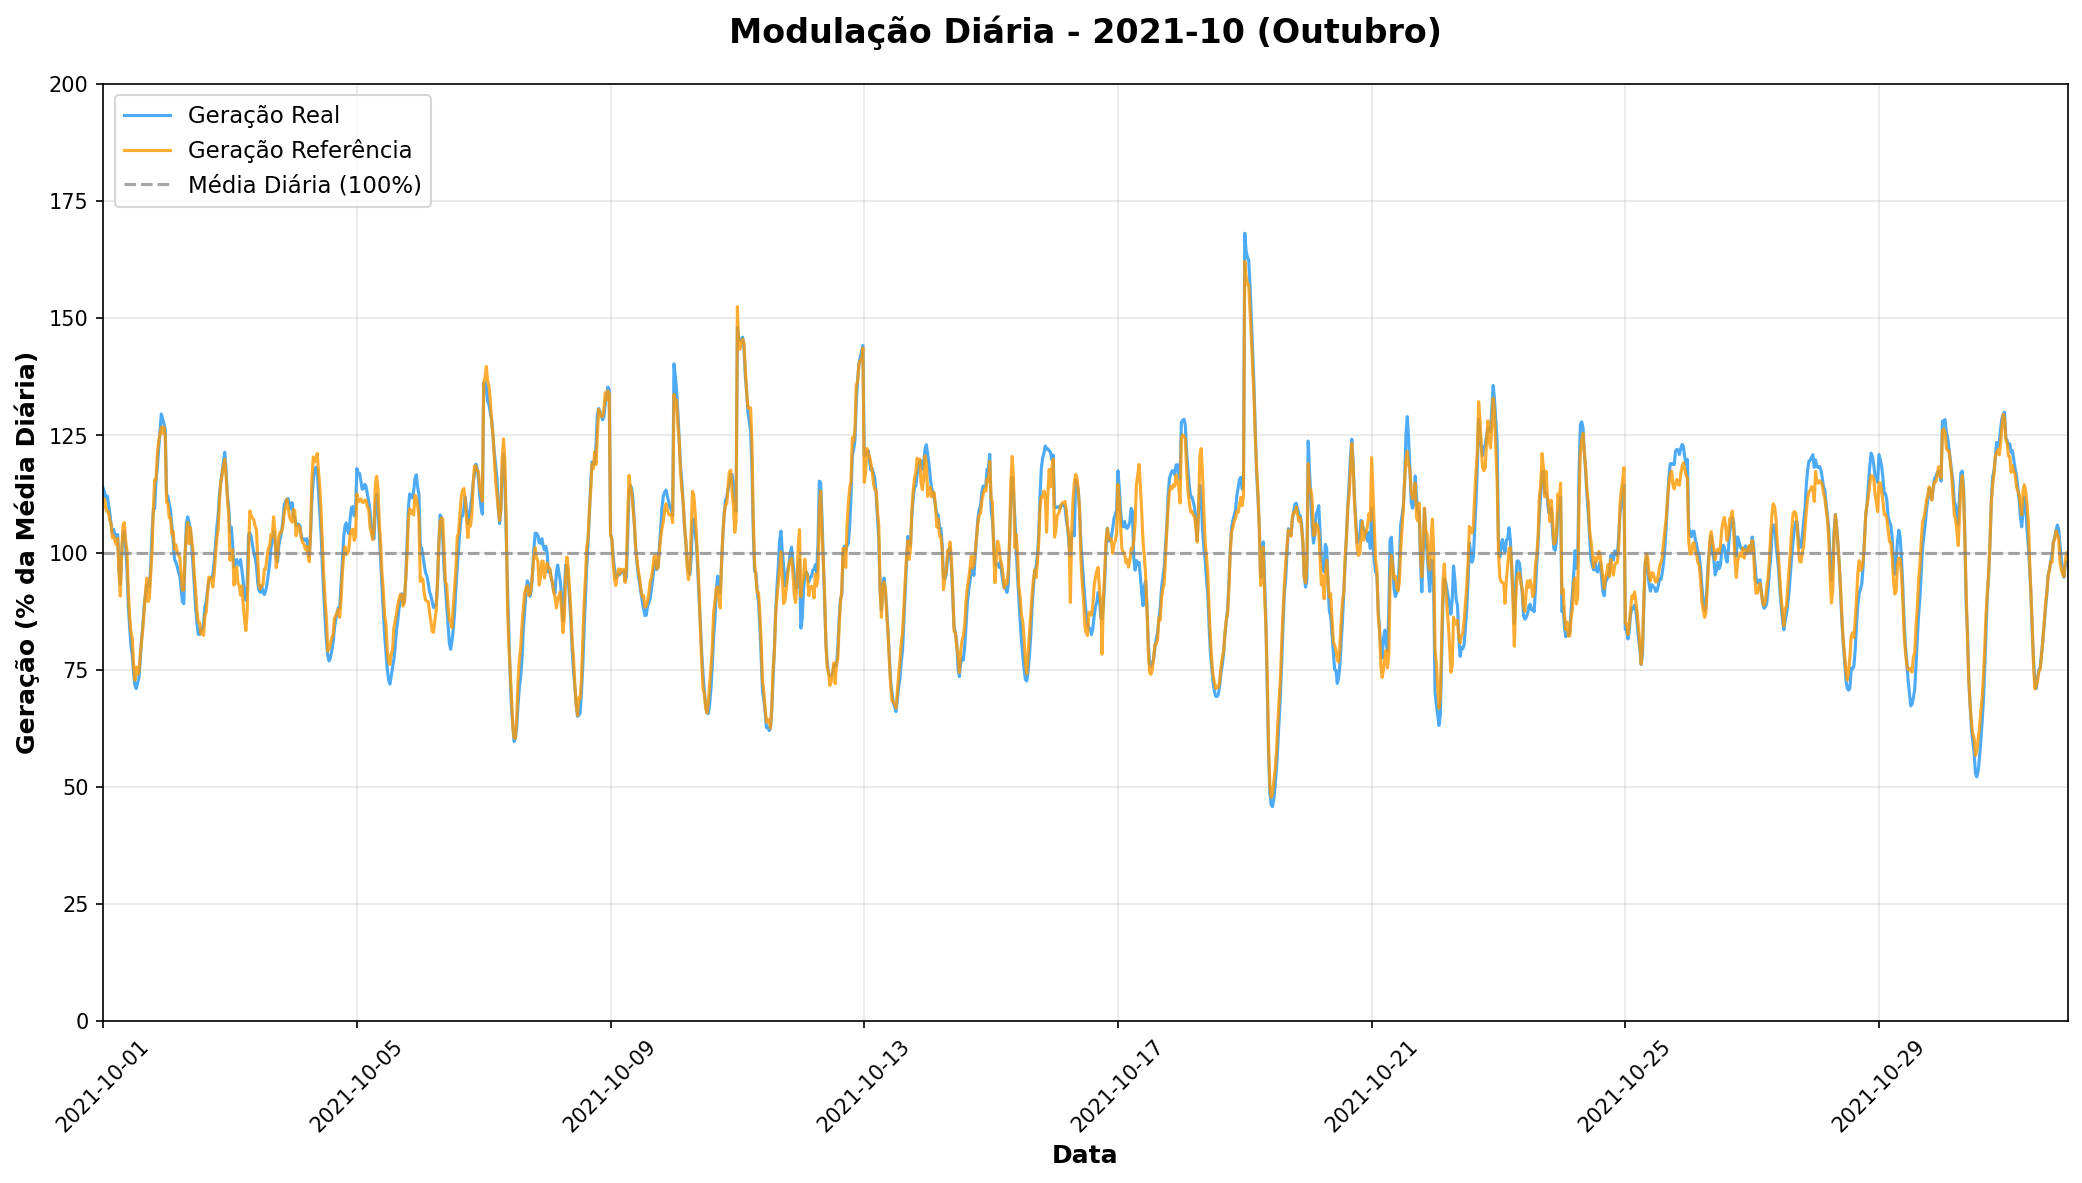 Modulação Diária - 2021-10 (Outubro)
200
175
150
125
100
75
50
25
0
Geração Real
Geração Referência
Média Diária (100%)
Geração (% da Média Diária)
2021-10-01
2021-10-05
2021-10-09
2021-10-13
2021-10-17
2021-10-21
2021-10-25
2021-10-29
Data